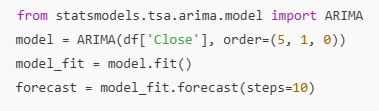 from statsmodels.tsa.arima.model import ARIMA
model = ARIMA(df['Close'], order=(5, 1, 0))
model_fit = model.fit()
forecast = model_fit.forecast(steps=10)